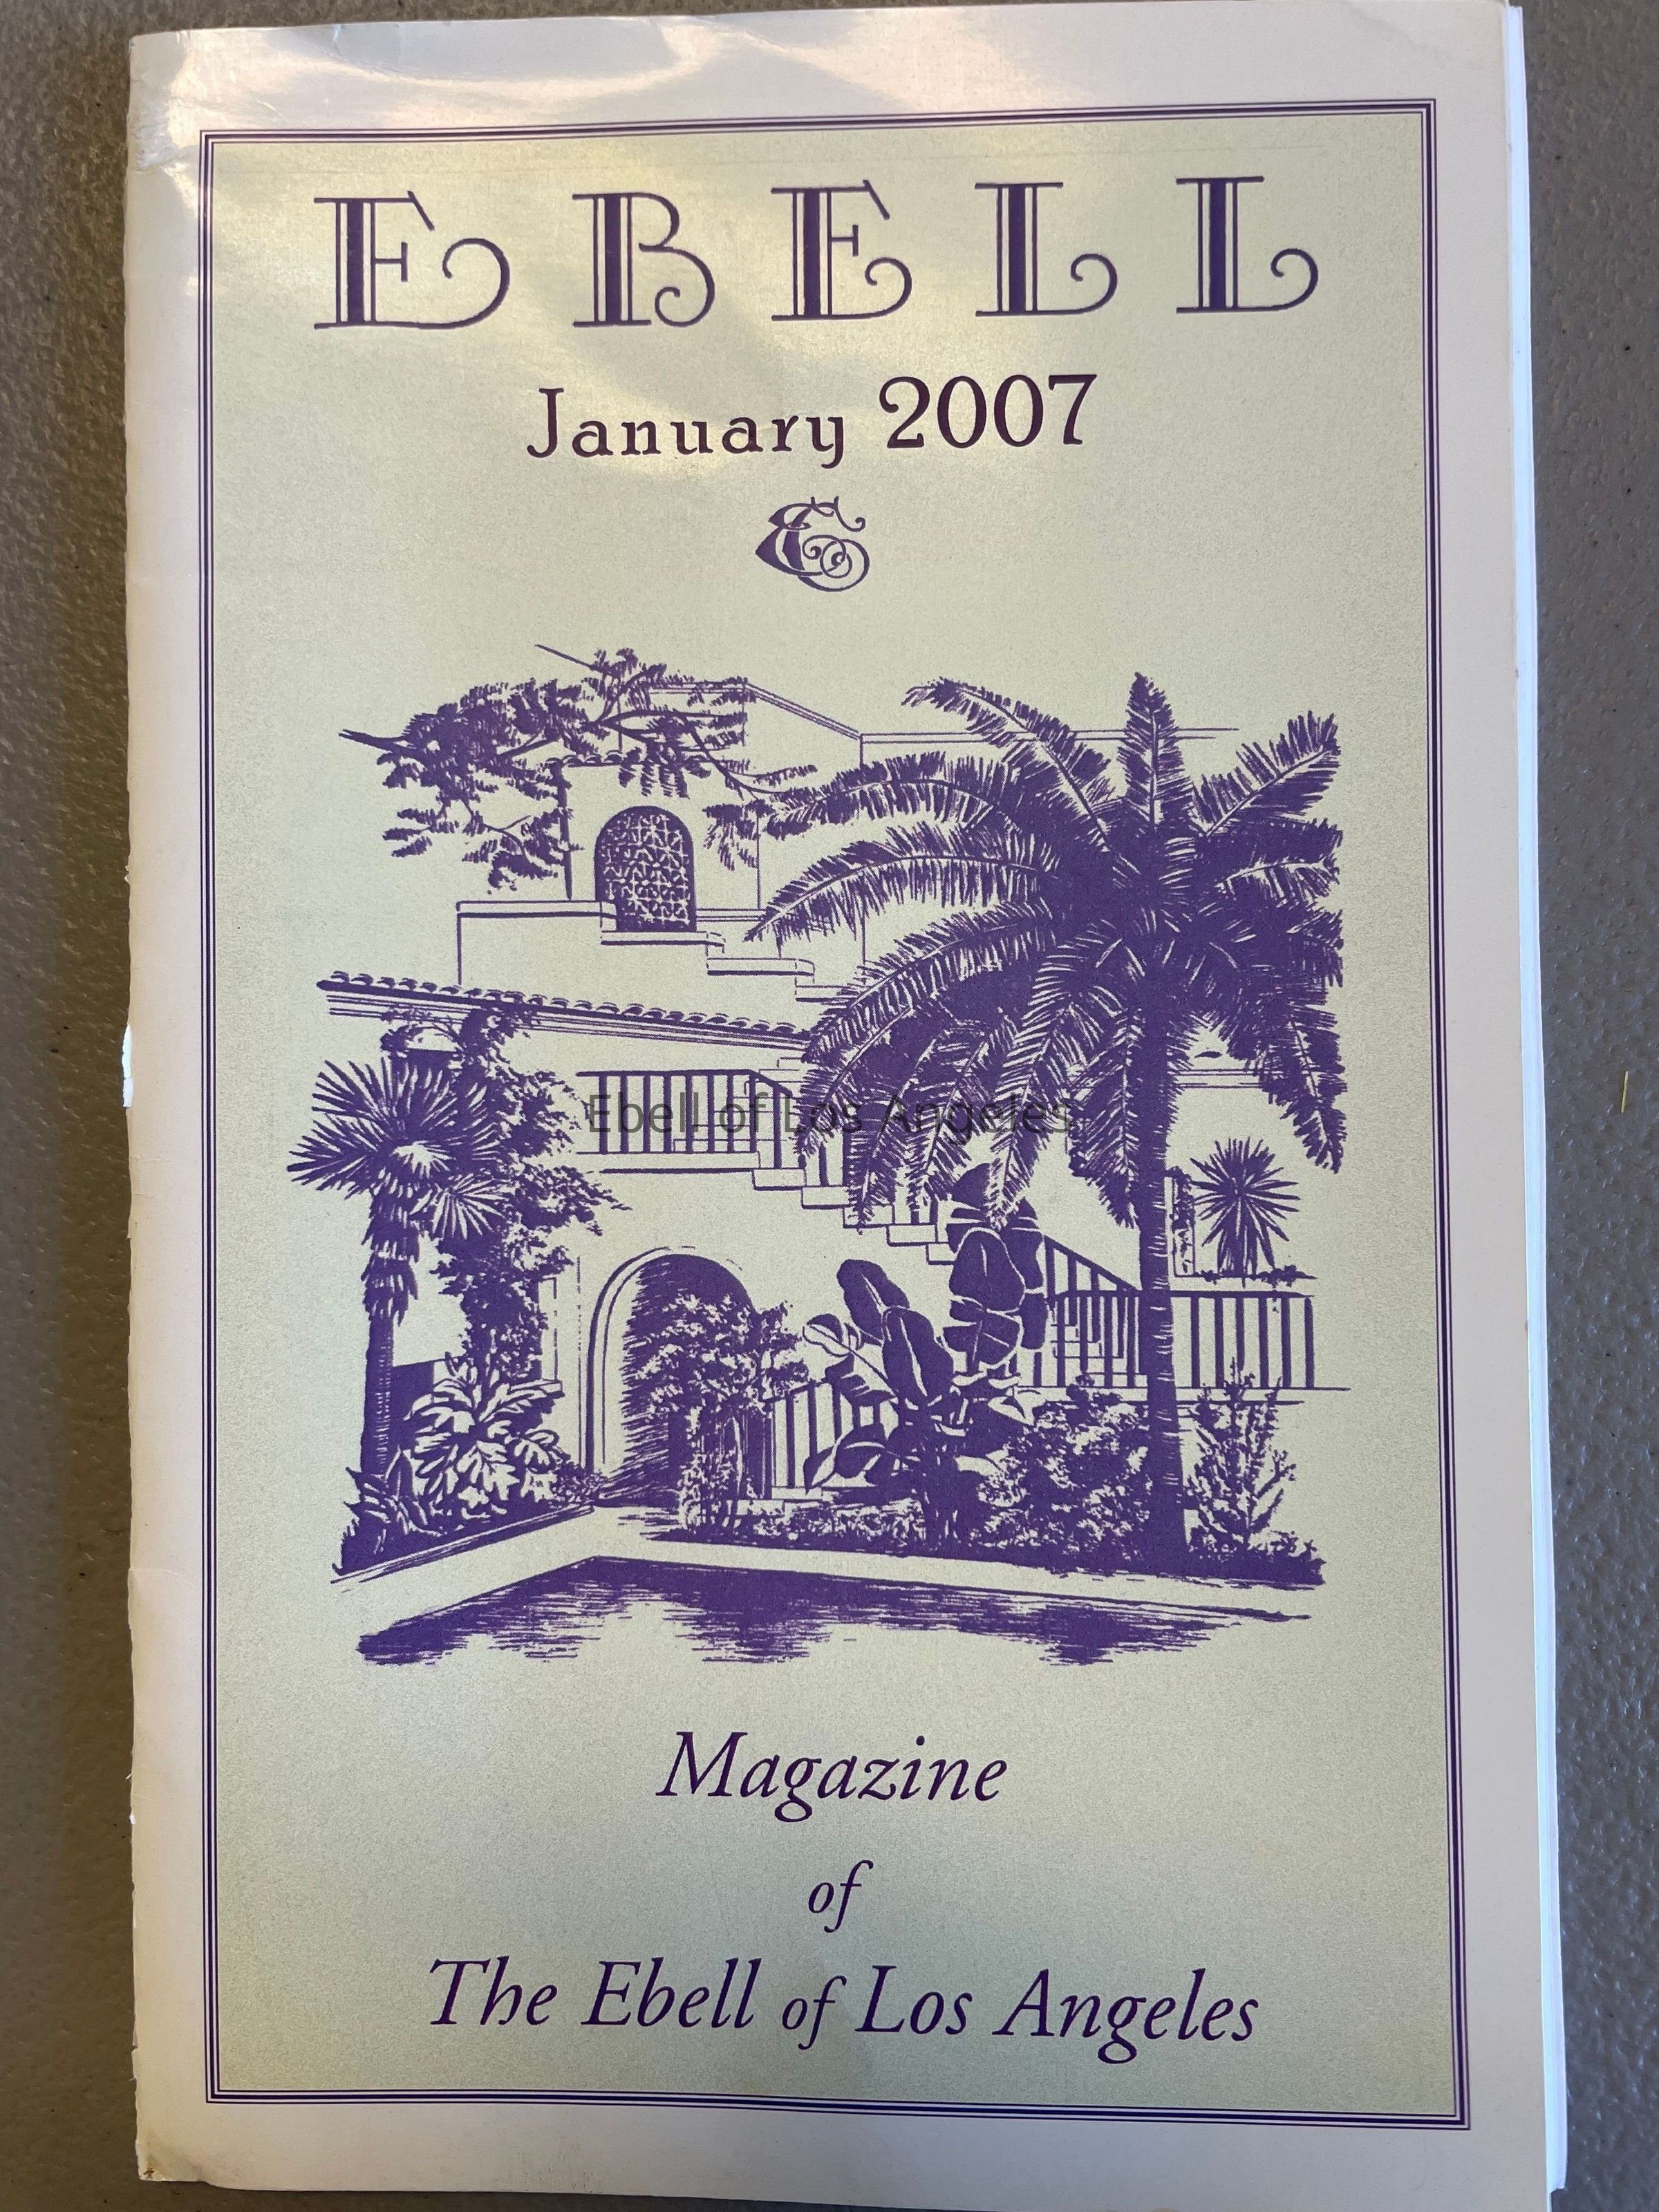 EBELL
January 2007
E
Ebell of Los Angeles
Magazine
of
The Ebell of Los Angeles